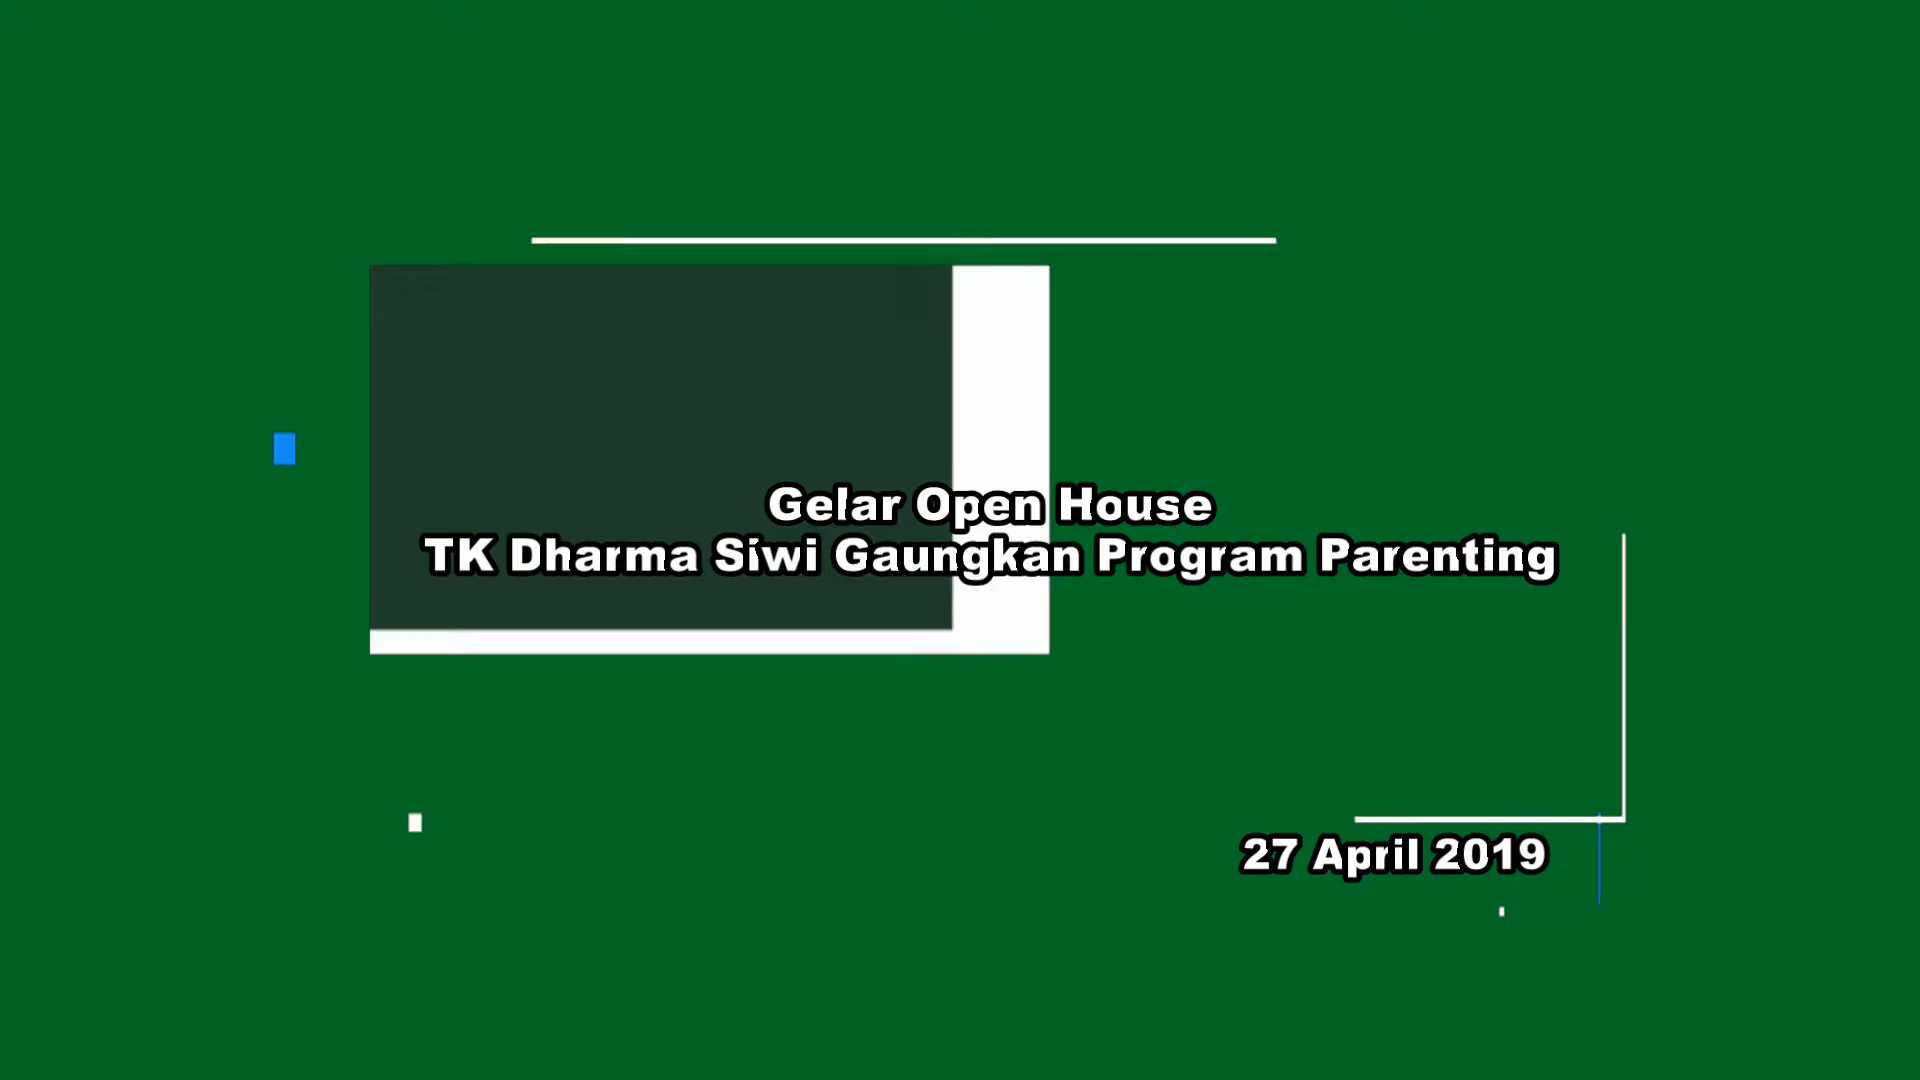 Gelar Open House
TK Dharma Siwi Gaungkan Program Parenting
27 April 2019